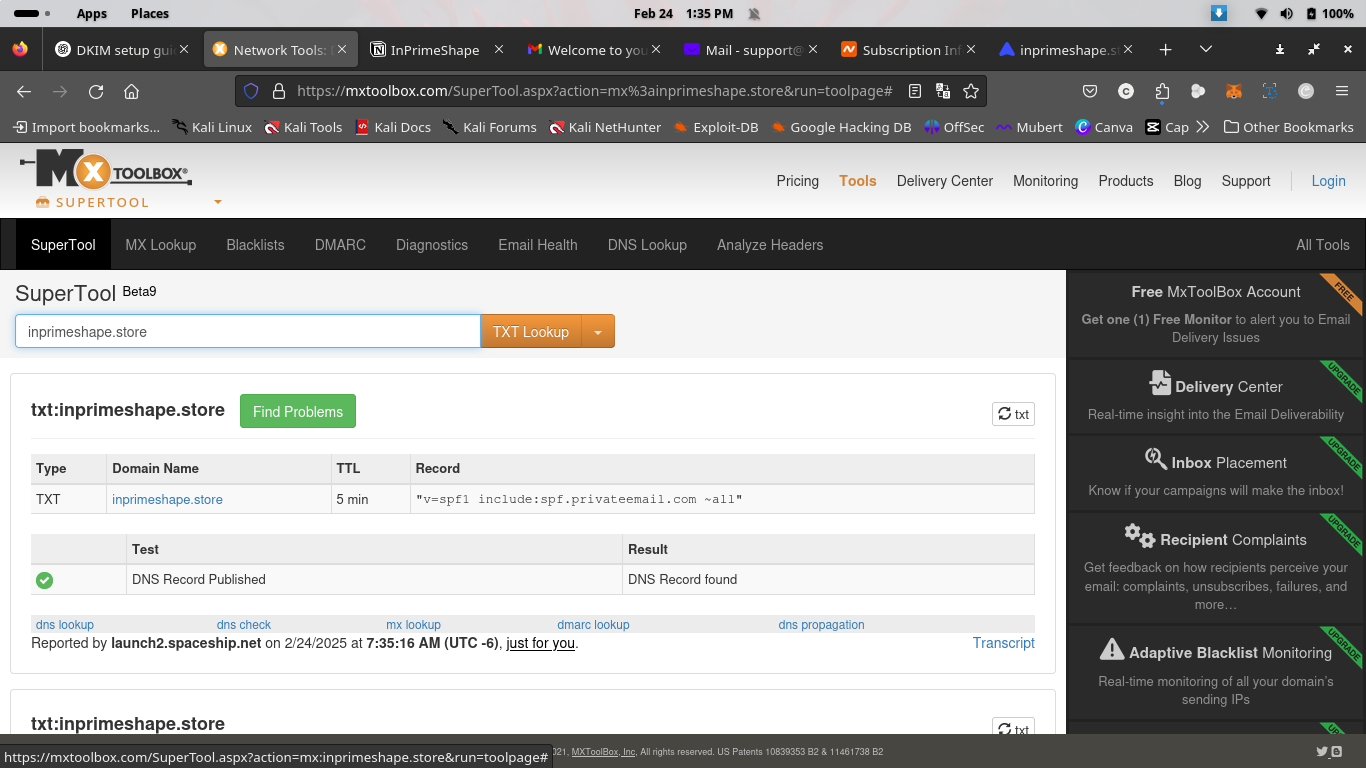 Apps Places Feb 24 1:35 PM 100%
DKIM setup gui Network Tools: InPrimeShape Welcome to you Mail - support@ Subscription Inf inprimeshape.s
https://mxtoolbox.com/SuperTool.aspx?action=mx%3ainprimeshape.store&run=toolpage#
Import bookmarks... Kali Linux Kali Tools Kali Docs Kali Forums Kali NetHunter Exploit-DB Google Hacking DB OffSec Mubert Canva Cap Other Bookmarks
MX TOOLBOX®
SUPERTOOL
Pricing Tools Delivery Center Monitoring Products Blog Support Login
SuperTool MX Lookup Blacklists DMARC Diagnostics Email Health DNS Lookup Analyze Headers All Tools
SuperTool Beta9
inprimeshape.store TXT Lookup
txt:inprimeshape.store Find Problems txt
Type Domain Name TTL Record
TXT inprimeshape.store 5 min "v=spf1 include:spf.privateemail.com ~all"
Test Result
DNS Record Published DNS Record found
dns lookup dns check mx lookup dmarc lookup dns propagation
Reported by launch2.spaceship.net on 2/24/2025 at 7:35:16 AM (UTC -6), just for you. Transcript
txt:inprimeshape.store txt
Free MxToolBox Account FREE
Get one (1) Free Monitor to alert you to Email
Delivery Issues
Delivery Center UPGRADE
Real-time insight into the Email Deliverability
Inbox Placement UPGRADE
Know if your campaigns will make the inbox!
Recipient Complaints UPGRADE
Get feedback on how recipients perceive your
email: complaints, unsubscribes, failures, and
more…
Adaptive Blacklist Monitoring UPGRADE
Real-time monitoring of all your domain's
sending IPs
021, MXToolBox, Inc, All rights reserved. US Patents 10839353 B2 & 11461738 B2
https://mxtoolbox.com/SuperTool.aspx?action=mx:inprimeshape.store&run=toolpage#